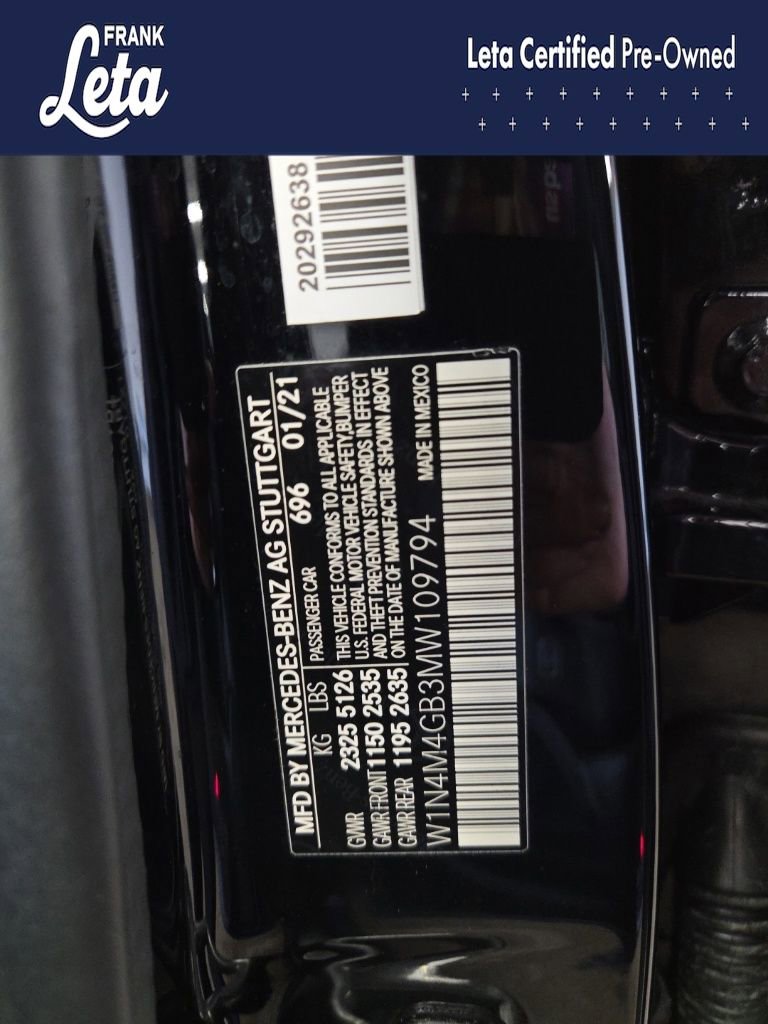 FRANK
Leta
Leta Certified Pre-Owned
20292638
MFD BY MERCEDES-BENZ AG STUTTGART
KG LBS PASSENGER CAR 696 01/21
GVWR 2325 5126 THIS VEHICLE CONFORMS TO ALL APPLICABLE
U.S. FEDERAL MOTOR VEHICLE SAFETY,BUMPER
GAWR FRONT 1150 2535 AND THEFT PREVENTION STANDARDS IN EFFECT
GAWR REAR 1195 2635 ON THE DATE OF MANUFACTURE SHOWN ABOVE
W1N4M4GB3MW109794 MADE IN MEXICO